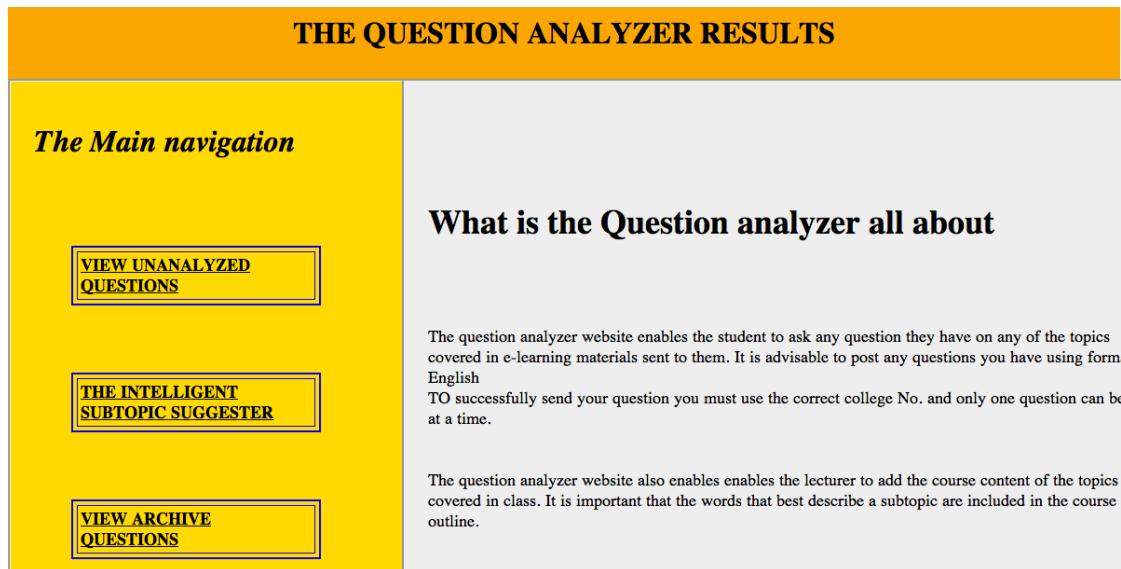 THE QUESTION ANALYZER RESULTS
The Main navigation
VIEW UNANALYZED
QUESTIONS
THE INTELLIGENT
SUBTOPIC SUGGESTER
VIEW ARCHIVE
QUESTIONS
What is the Question analyzer all about
The question analyzer website enables the student to ask any question they have on any of the topics
covered in e-learning materials sent to them. It is advisable to post any questions you have using
English
TO successfully send your question you must use the correct college No. and only one question can be
at a time.
The question analyzer website also enables enables the lecturer to add the course content of the topics
covered in class. It is important that the words that best describe a subtopic are included in the course
outline.